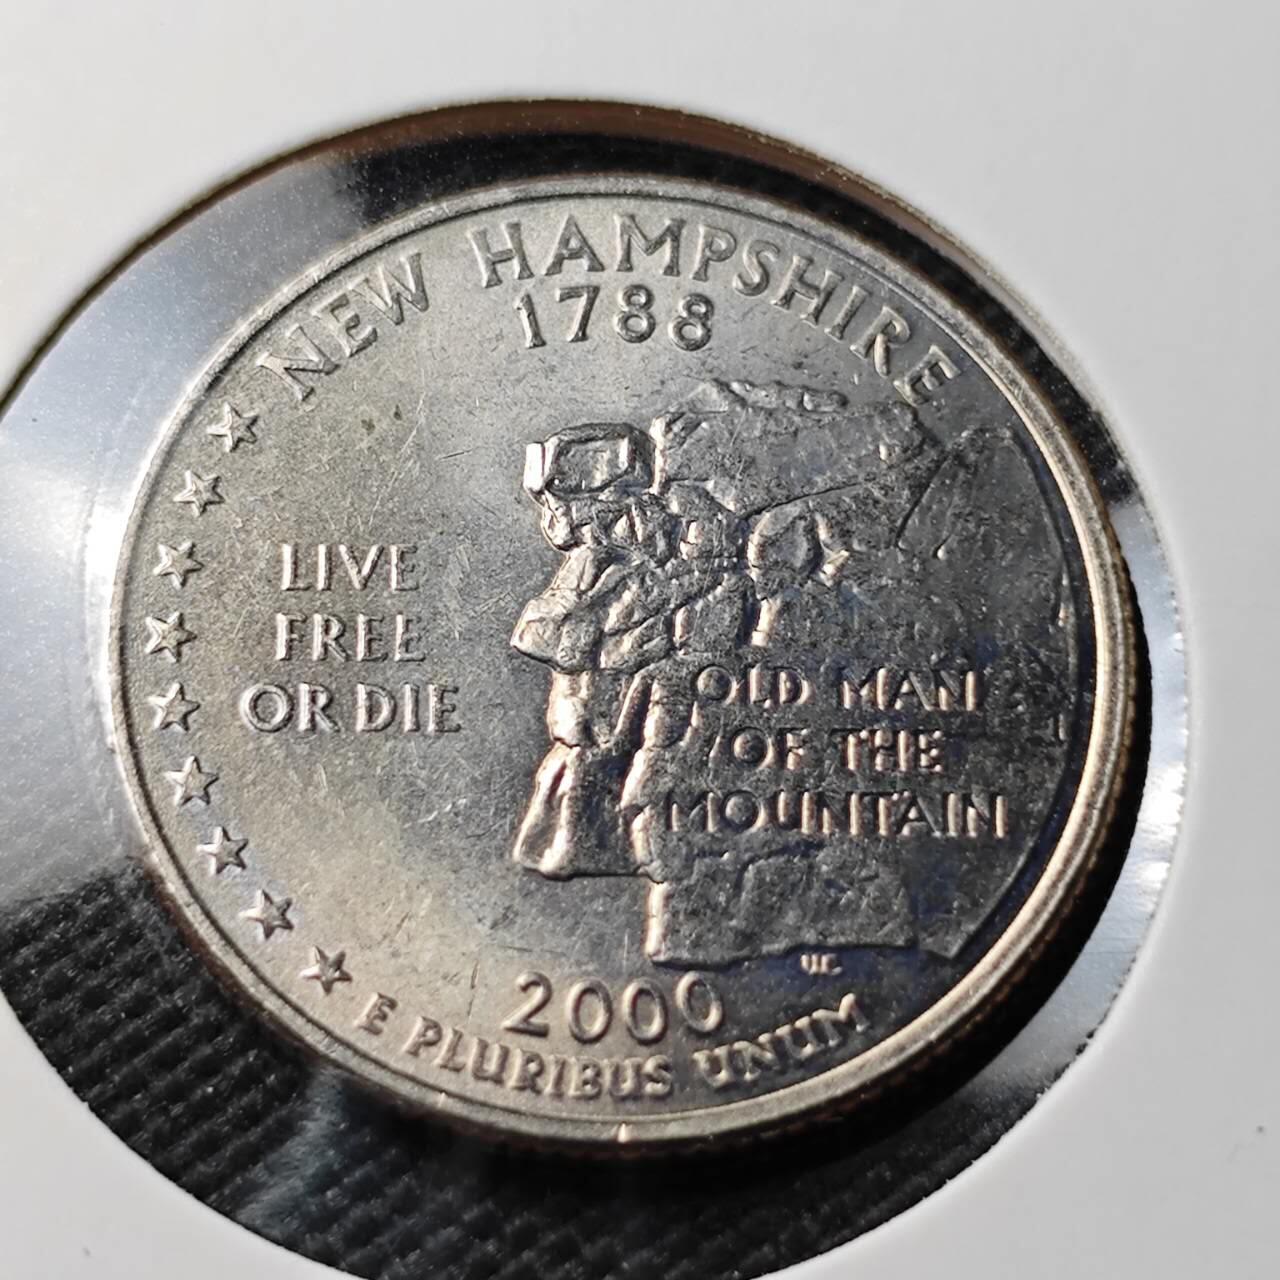 NEW HAMPSHIRE
1788
LIVE
FREE
OR DIE
OLD MAN
OF THE
MOUNTAIN
2000
E PLURIBUS UNUM